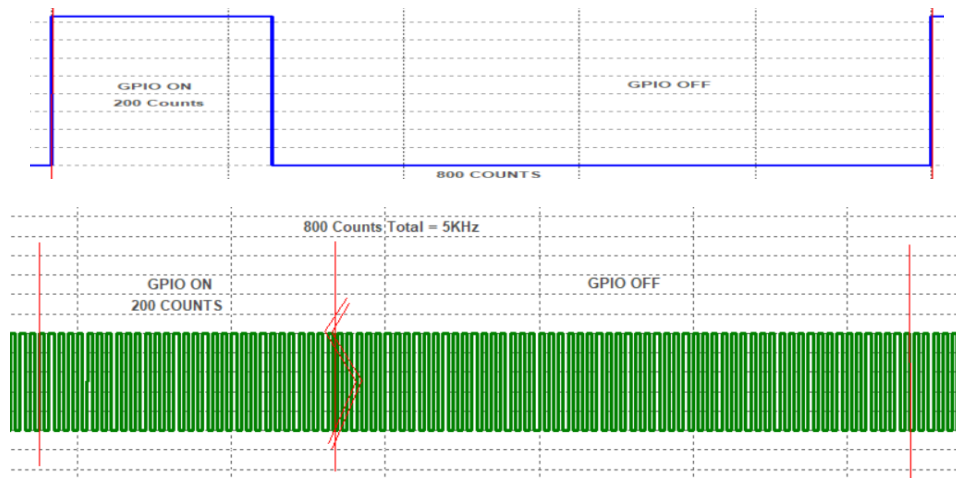 GPIO ON
200 Counts
GPIO OFF
800 COUNTS
800 Counts Total = 5KHz
GPIO ON
200 COUNTS
GPIO OFF